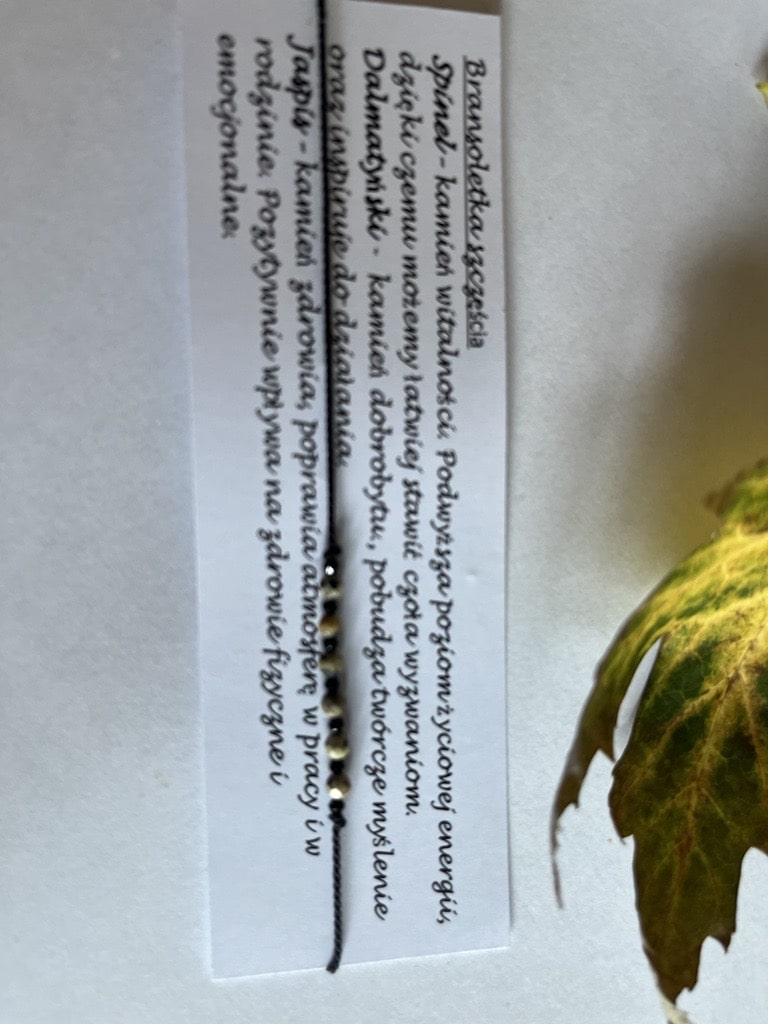 Bransoletka szczęścia
Spinel - kamień witalności. Podwyższa poziom życiowej energii,
dzięki czemu możemy łatwiej stawić czoła wyzwaniom.
Dalmatyński - kamień dobrobytu., pobudza twórcze myślenie
oraz inspiruje do działania.
Jaspis - kamień zdrowia, poprawia atmosferę w pracy i w
rodzinie. Pozytywnie wpływa na zdrowie fizyczne i
emocjonalne.